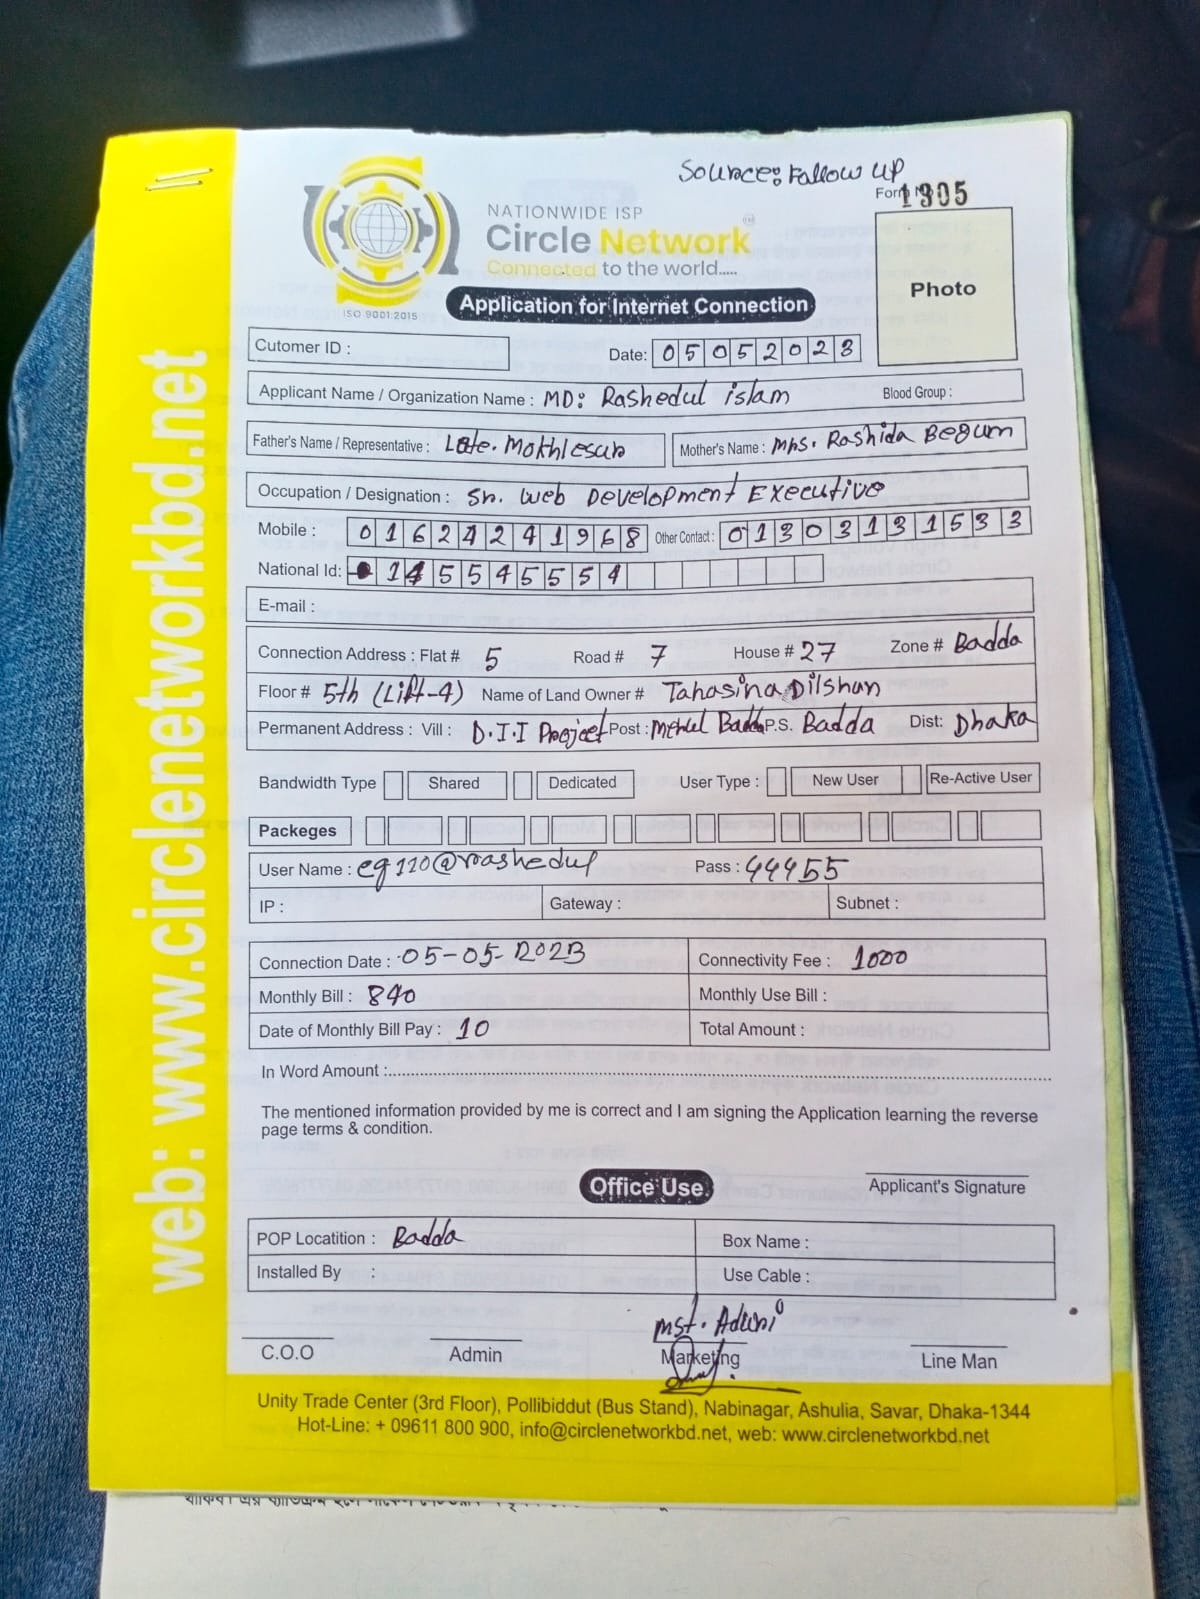 Source: Fallow up
Form 1305
NATIONWIDE ISP
Circle Network
Connected to the world.....
ISO 9001:2015
Application for Internet Connection
Photo
Cutomer ID :
Date: 05052023
Applicant Name / Organization Name : MD: Rashedul islam Blood Group :
Father's Name / Representative : Late. Mokhlesur Mother's Name : Mrs. Rashida Begum
Occupation / Designation : Sr. Web Development Executive
Mobile : 01624241968 Other Contact : 01303131533
National Id: 145545554
E-mail :
Connection Address : Flat # 5 Road # 7 House # 27 Zone # Badda
Floor # 5th (Lift-4) Name of Land Owner # Tahasina Dilshan
Permanent Address : Vill : D.I.I Project Post : Merul Badda P.S. Badda Dist: Dhaka
Bandwidth Type Shared Dedicated User Type : New User Re-Active User
Packeges
User Name : eg110@rashedul Pass : 44455
IP : Gateway : Subnet :
Connection Date : 05-05-2023 Connectivity Fee : 1000
Monthly Bill : 840 Monthly Use Bill :
Date of Monthly Bill Pay : 10 Total Amount :
In Word Amount :
The mentioned information provided by me is correct and I am signing the Application learning the reverse
page terms & condition.
Office Use
Applicant's Signature
POP Locatition : Badda Box Name :
Installed By : Use Cable :
Mst.
C.O.O Admin Marketing Line Man
Unity Trade Center (3rd Floor), Pollibiddut (Bus Stand), Nabinagar, Ashulia, Savar, Dhaka-1344
Hot-Line: + 09611 800 900, info@circlenetworkbd.net, web: www.circlenetworkbd.net
web: www.circlenetworkbd.net